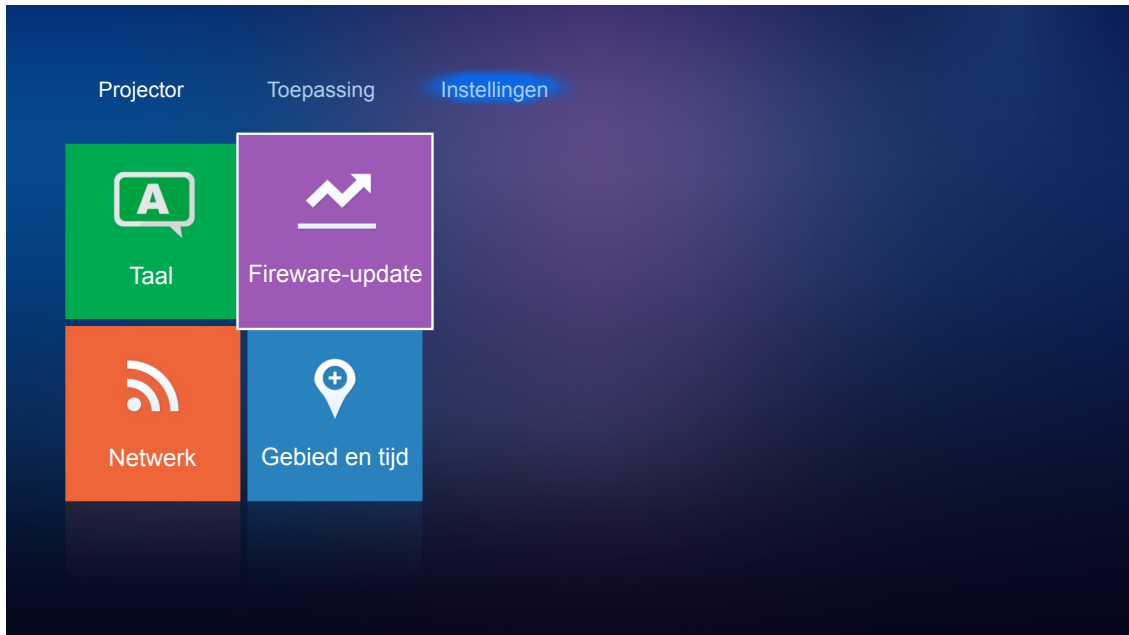 Projector
Toepassing
Instellingen
A
Taal
Fireware-update
Netwerk
Gebied en tijd